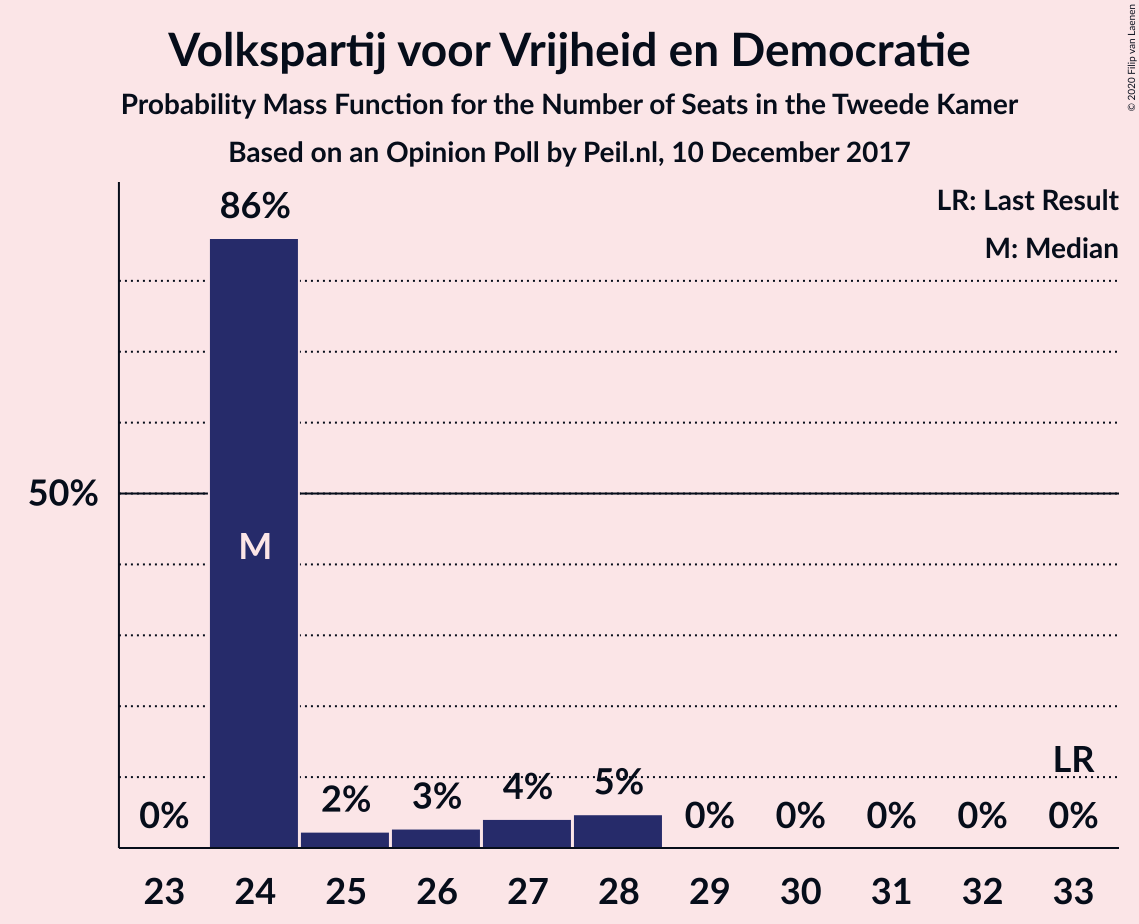 Volkspartij voor Vrijheid en Democratie
Probability Mass Function for the Number of Seats in the Tweede Kamer
Based on an Opinion Poll by Peil.nl, 10 December 2017
© 2020 Filip van Laenen
LR: Last Result
M: Median
86%
50%
M
LR
0%
2%
3%
4%
5%
0%
0%
0%
0%
0%
23 24 25 26 27 28 29 30 31 32 33